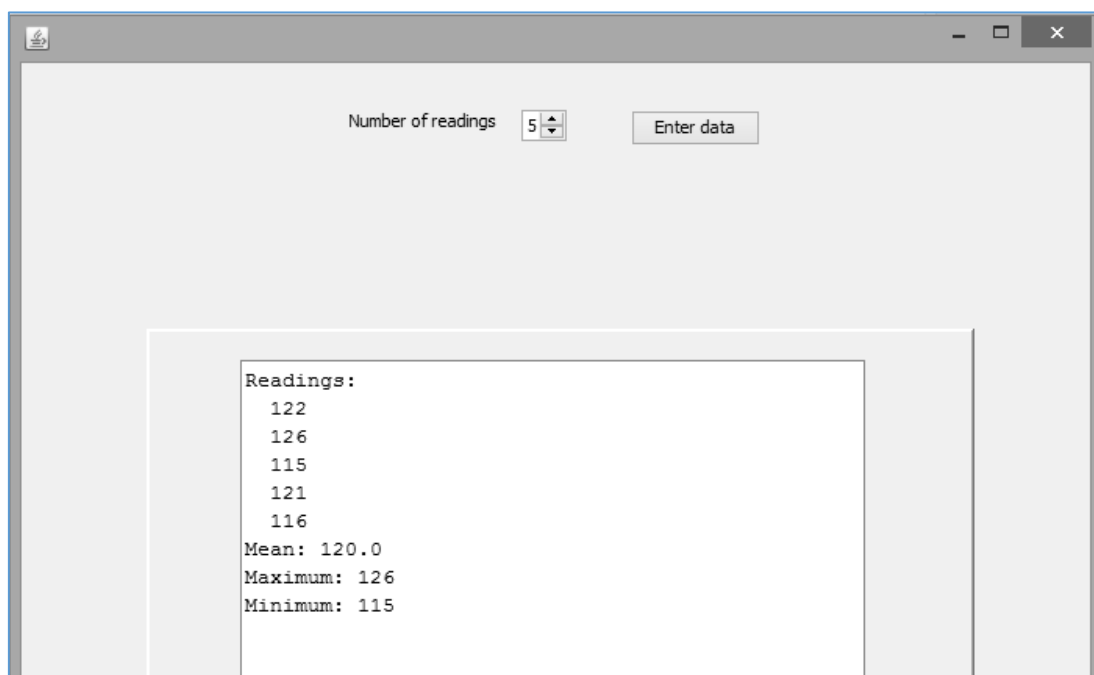 Number of readings 5 Enter data
Readings:
122
126
115
121
116
Mean: 120.0
Maximum: 126
Minimum: 115